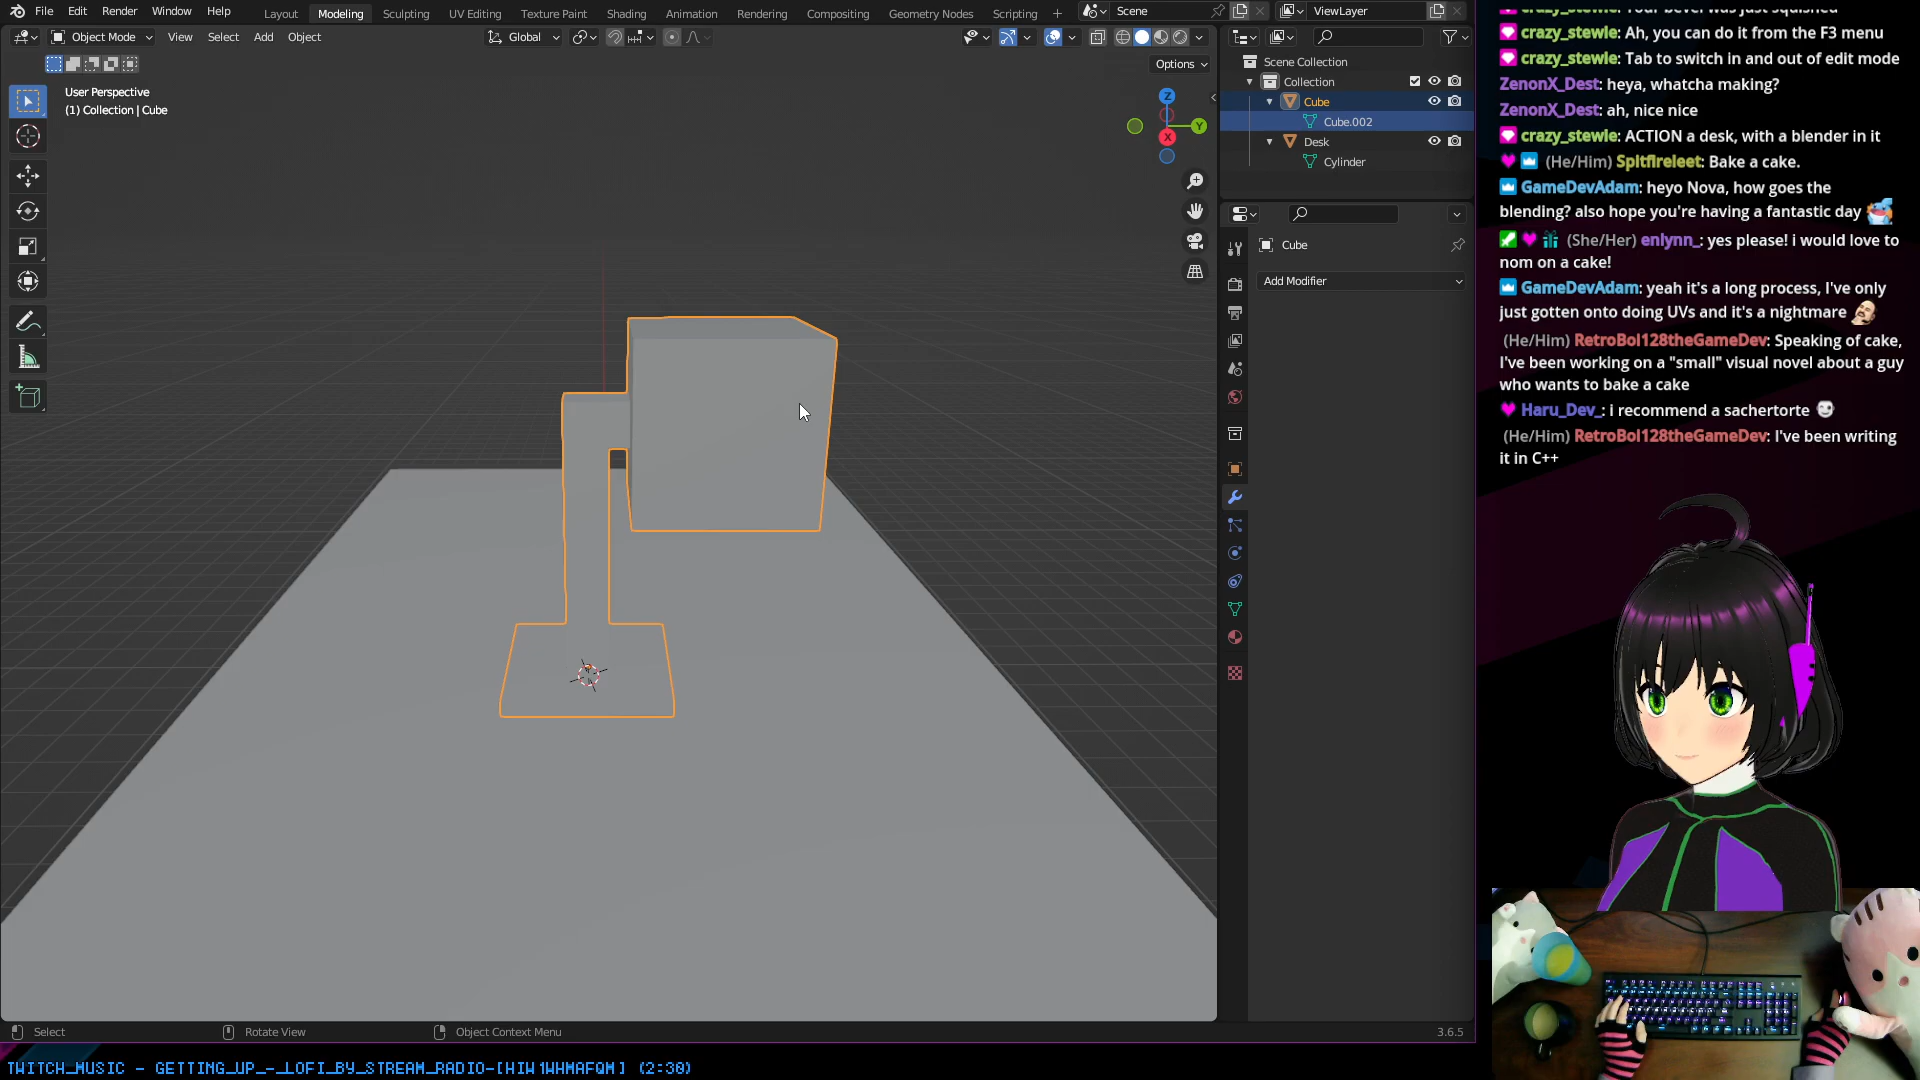 File Edit Render Window Help Layout Modeling Sculpting UV Editing Texture Paint Shading Animation Rendering Compositing Geometry Nodes Scripting + Scene ViewLayer
Object Mode View Select Add Object Global
Options
User Perspective
(1) Collection | Cube
Z
Y
X
Scene Collection
Collection
Cube
Cube.002
Desk
Cylinder
Cube
Add Modifier
Select Rotate View Object Context Menu 3.6.5
crazy_stewie: Your bevel was just squished
crazy_stewie: Ah, you can do it from the F3 menu
crazy_stewie: Tab to switch in and out of edit mode
ZenonX_Dest: heya, whatcha making?
ZenonX_Dest: ah, nice nice
crazy_stewie: ACTION a desk, with a blender in it
(He/Him) Spitfireleet: Bake a cake.
GameDevAdam: heyo Nova, how goes the
blending? also hope you're having a fantastic day
(She/Her) enlynn_: yes please! i would love to
nom on a cake!
GameDevAdam: yeah it's a long process, I've only
just gotten onto doing UVs and it's a nightmare
(He/Him) RetroBoi128theGameDev: Speaking of cake,
I've been working on a "small" visual novel about a guy
who wants to bake a cake
Haru_Dev_: i recommend a sachertorte
(He/Him) RetroBoi128theGameDev: I've been writing
it in C++
TWITCH_MUSIC - GETTING_UP_-_LOFI_BY_STREAM_RADIO-[HIW1WHMAFQM] (2:30)